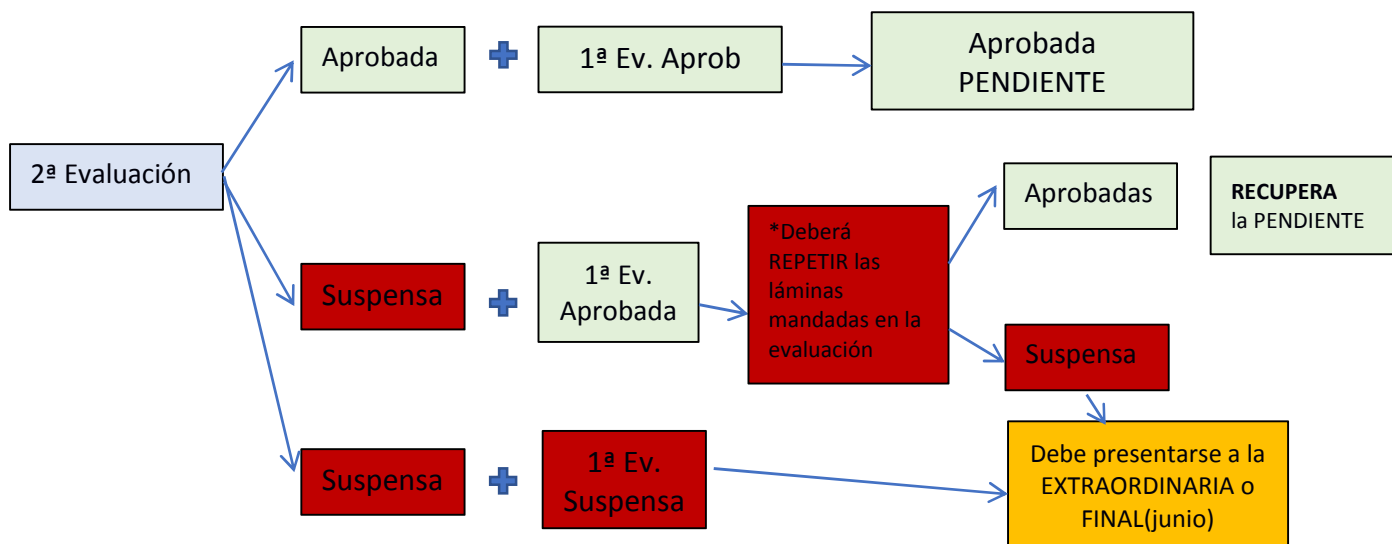 Aprobada
1ª Ev. Aprob
Aprobada
PENDIENTE
2ª Evaluación
Suspensa
1ª Ev.
Aprobada
*Deberá
REPETIR las
láminas
mandadas en la
evaluación
Aprobadas
RECUPERA
la PENDIENTE
Suspensa
Suspensa
1ª Ev.
Suspensa
Debe presentarse a la
EXTRAORDINARIA o
FINAL(junio)